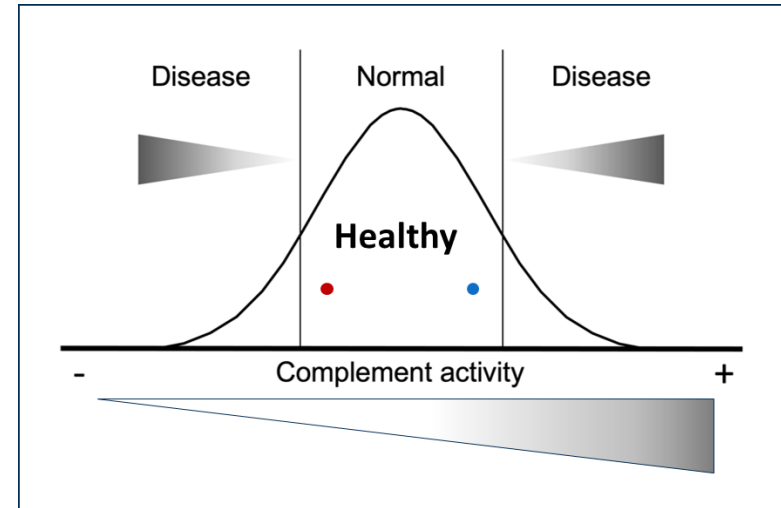 Disease Normal Disease
Healthy
- Complement activity +